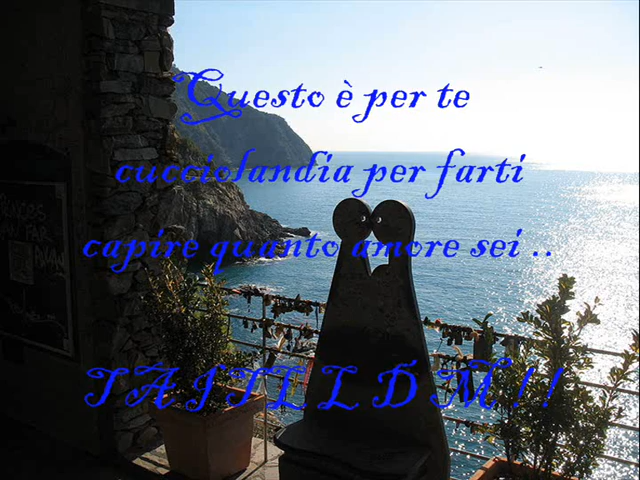 Questo è per te
cucciolandia per farti
capire quanto amore sei ..